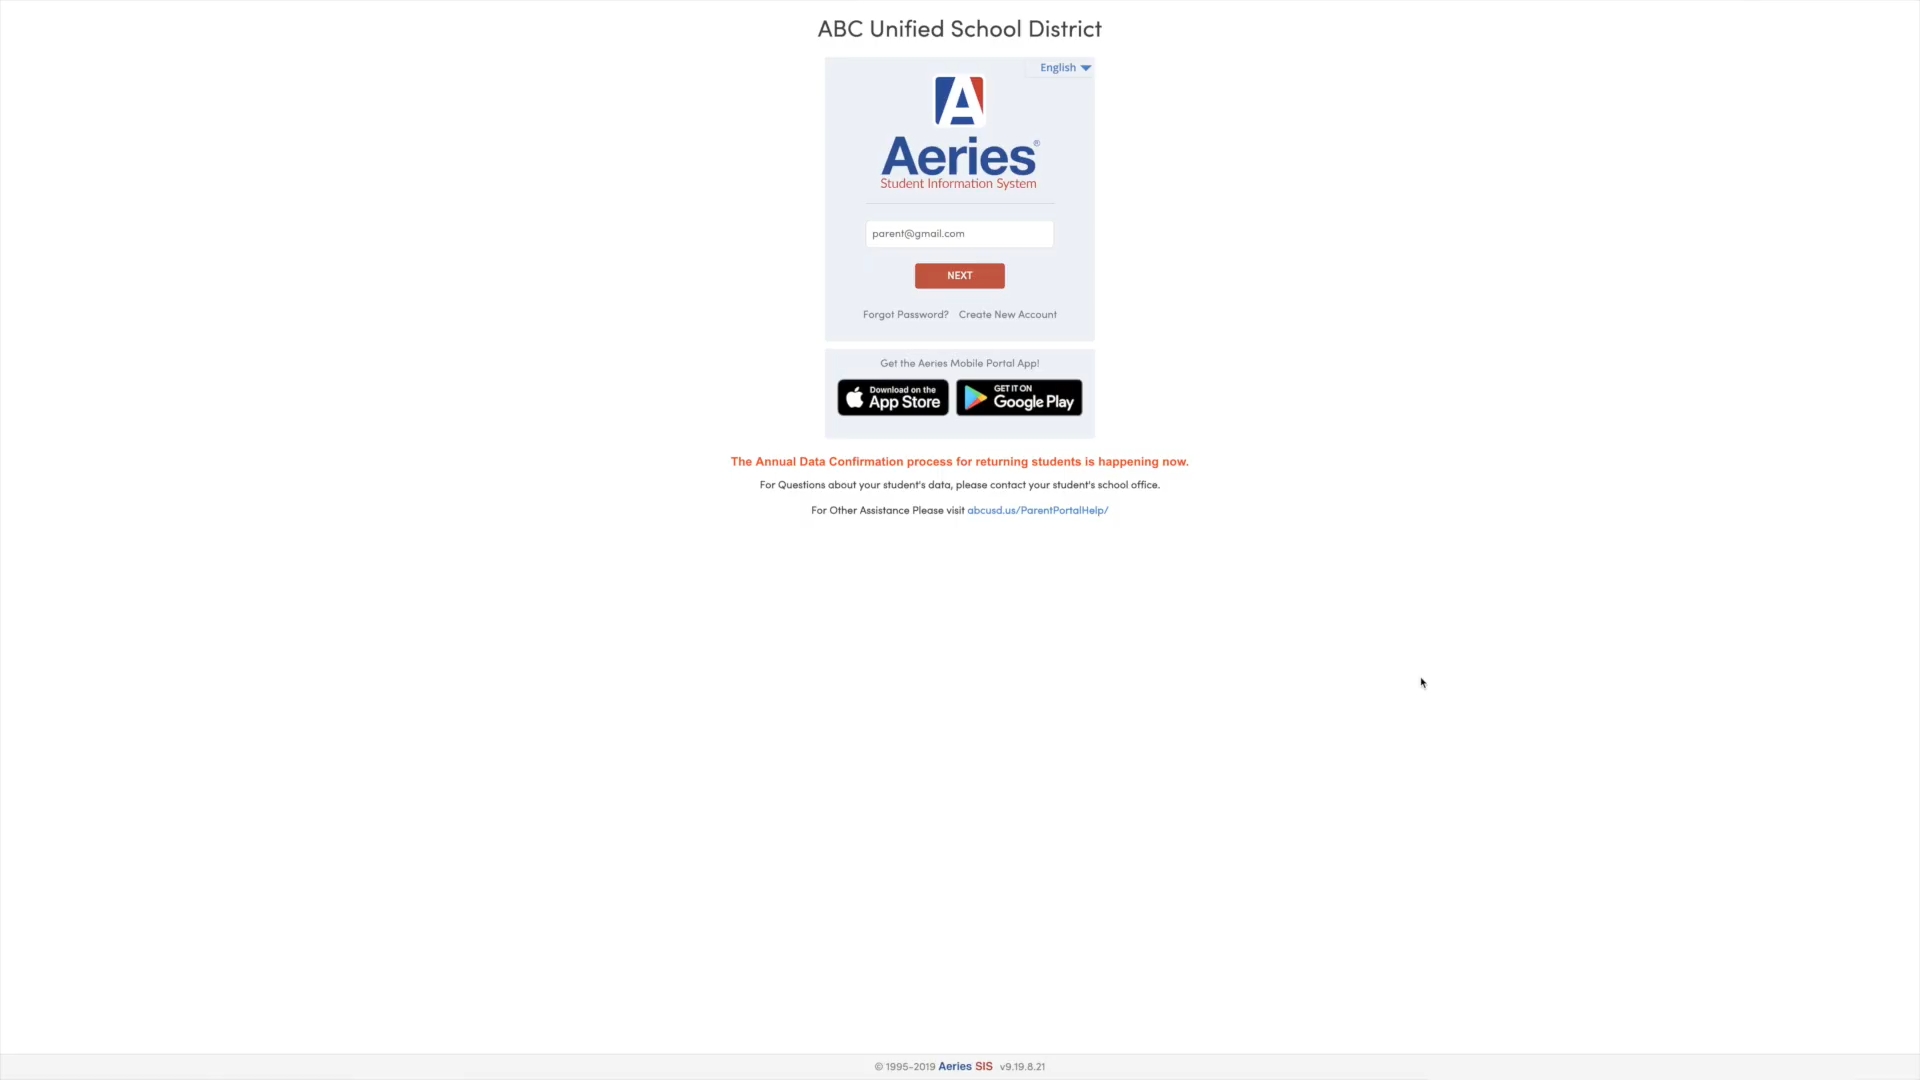 ABC Unified School District
English
A
Aeries®
Student Information System
parent@gmail.com
NEXT
Forgot Password? Create New Account
Get the Aeries Mobile Portal App!
Download on the App Store
GET IT ON Google Play
The Annual Data Confirmation process for returning students is happening now.
For Questions about your student's data, please contact your student's school office.
For Other Assistance Please visit abcusd.us/ParentPortalHelp/
© 1995-2019 Aeries SIS v9.19.8.21